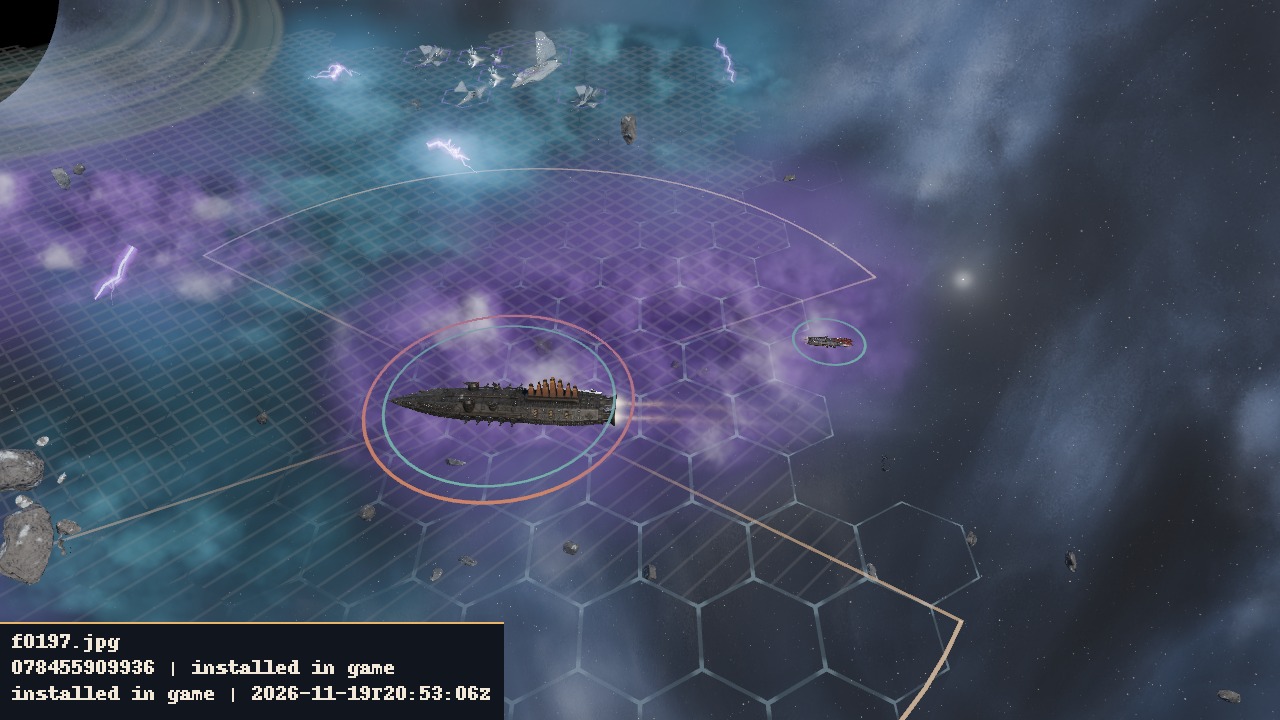 f0197.jpg
078455909936 | installed in game
installed in game | 2026-11-19T20:53:06Z